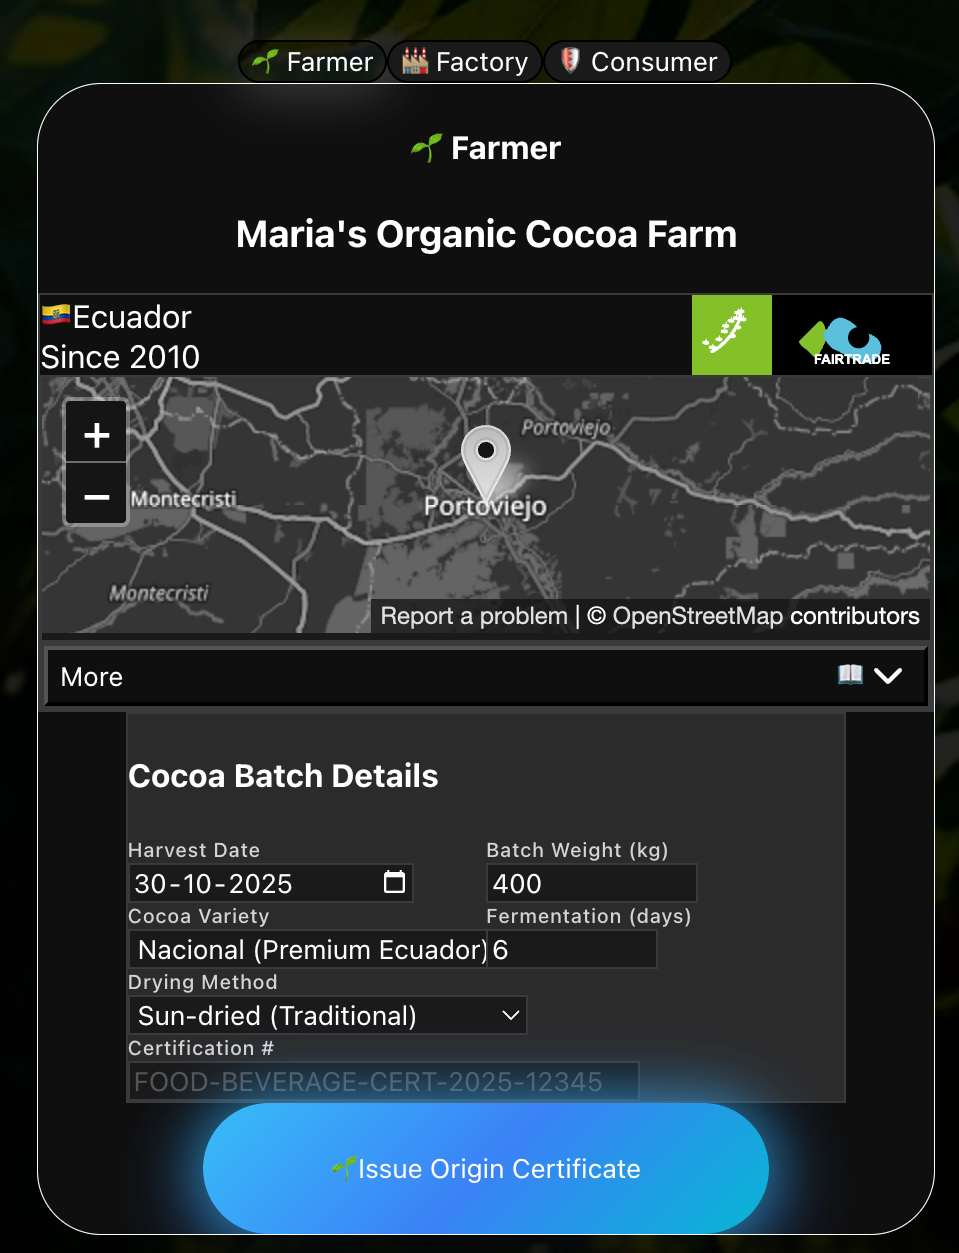 🌱 Farmer 🏭 Factory 🛡️ Consumer
🌱 Farmer
Maria's Organic Cocoa Farm
🇪🇨Ecuador
Since 2010
FAIRTRADE
+
−
Portoviejo
Montecristi
Portoviejo
Montecristi
Report a problem | © OpenStreetMap contributors
More 📖
Cocoa Batch Details
Harvest Date Batch Weight (kg)
30-10-2025 400
Cocoa Variety Fermentation (days)
Nacional (Premium Ecuador) 6
Drying Method
Sun-dried (Traditional)
Certification #
FOOD-BEVERAGE-CERT-2025-12345
🌱Issue Origin Certificate